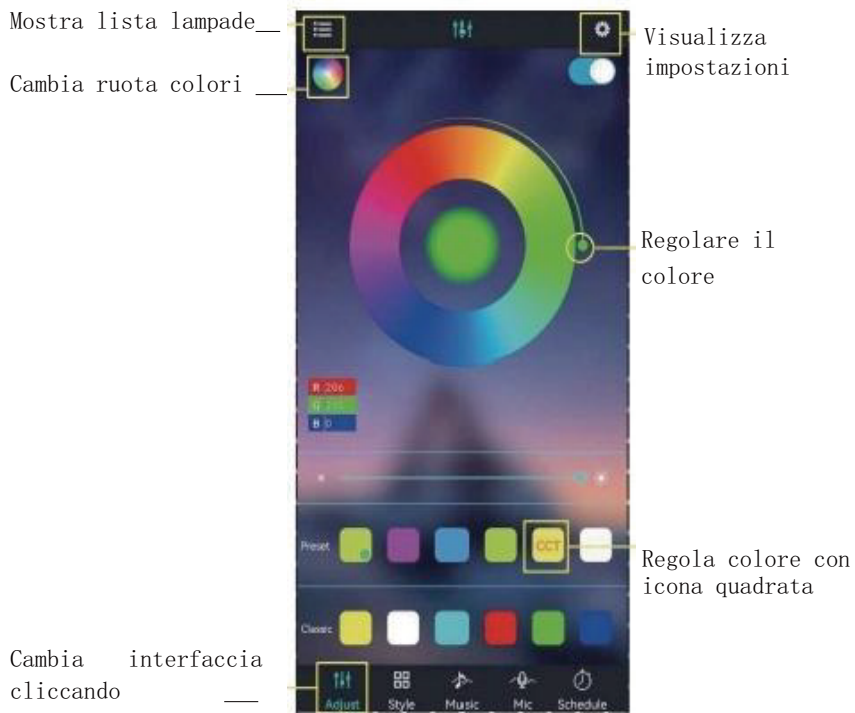 Mostra lista lampade
Visualizza
impostazioni
Cambia ruota colori
Regolare il
colore
R 206
G
B 0
Preset
CCT
Regola colore con
icona quadrata
Classic
Cambia interfaccia
cliccando
Adjust Style Music Mic Schedule